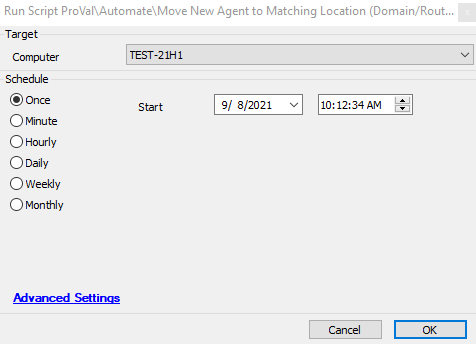 Run Script ProVal\Automate\Move New Agent to Matching Location (Domain/Rout...
Target
Computer TEST-21H1
Schedule
Once Start 9/ 8/2021 10:12:34 AM
Minute
Hourly
Daily
Weekly
Monthly
Advanced Settings
Cancel OK